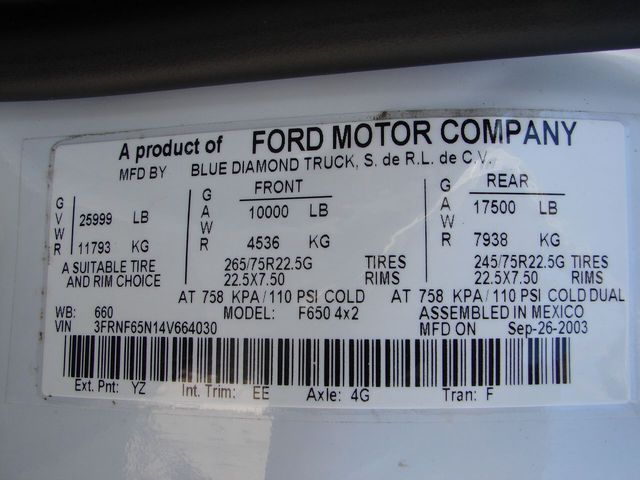 A product of FORD MOTOR COMPANY
MFD BY BLUE DIAMOND TRUCK, S. de R.L. de C.V.
GVWR 25999 LB
11793 KG
GAWR FRONT
10000 LB
4536 KG
GAWR REAR
17500 LB
7938 KG
A SUITABLE TIRE AND RIM CHOICE
265/75R22.5G TIRES
22.5X7.50 RIMS
245/75R22.5G TIRES
22.5X7.50 RIMS
AT 758 KPA/110 PSI COLD AT 758 KPA/110 PSI COLD DUAL
WB: 660 MODEL: F650 4x2 ASSEMBLED IN MEXICO
VIN 3FRNF65N14V664030 MFD ON Sep-26-2003
Ext. Pnt: YZ Int. Trim: EE Axle: 4G Tran: F